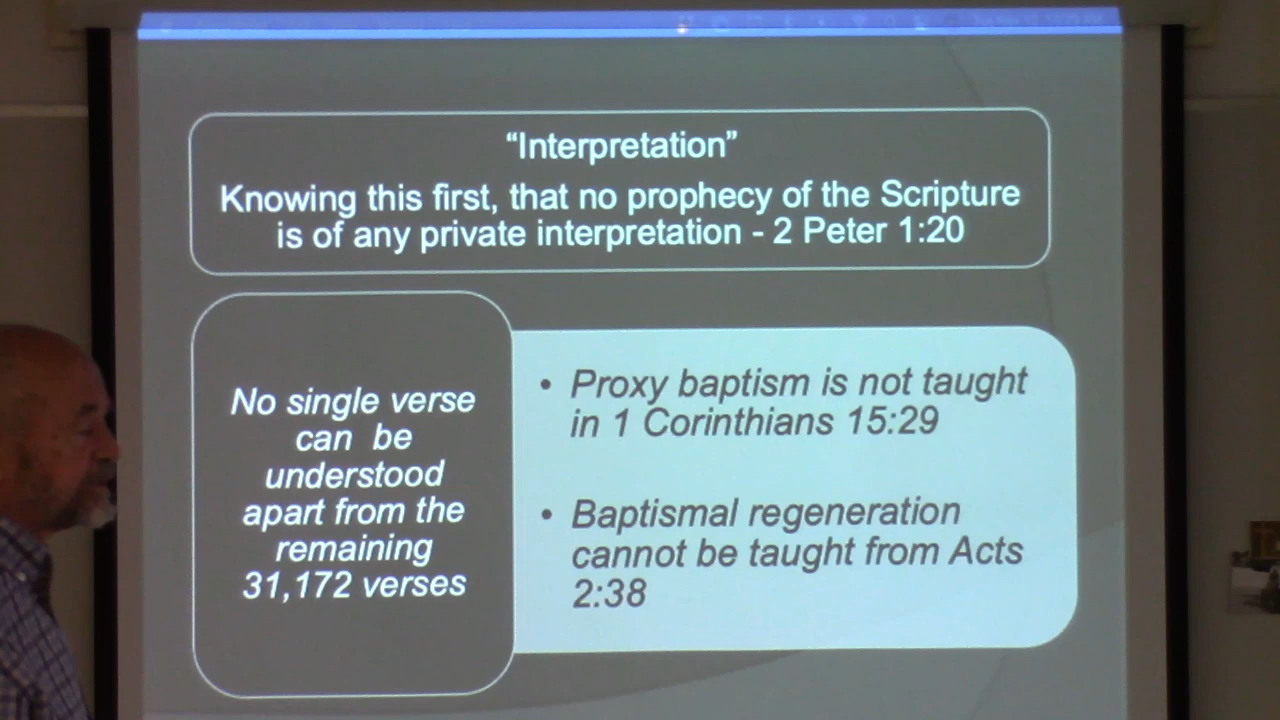 “Interpretation”
Knowing this first, that no prophecy of the Scripture
is of any private interpretation - 2 Peter 1:20
No single verse
can be
understood
apart from the
remaining
31,172 verses
• Proxy baptism is not taught
in 1 Corinthians 15:29
• Baptismal regeneration
cannot be taught from Acts
2:38